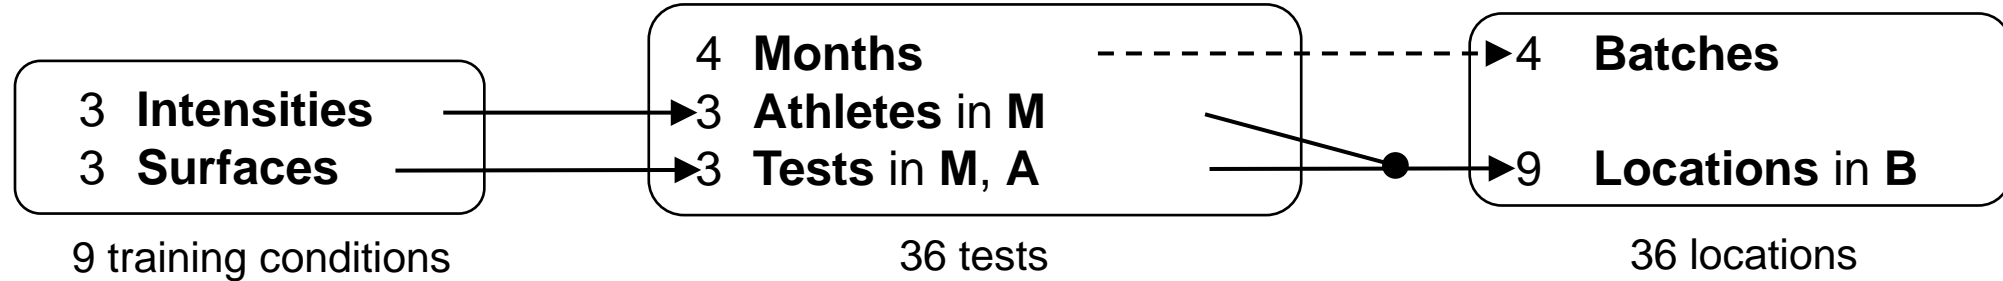 3 Intensities
3 Surfaces
9 training conditions
4 Months
3 Athletes in M
3 Tests in M, A
36 tests
4 Batches
9 Locations in B
36 locations